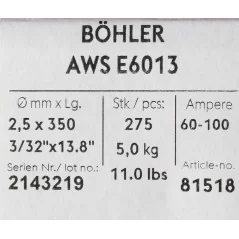 BÖHLER
AWS E6013
Ø mm x Lg. Stk / pcs: Ampere
2,5 x 350 275 60-100
3/32"x13.8" 5,0 kg
Serien Nr./ lot no.: 11.0 lbs Article-no.
2143219 81518